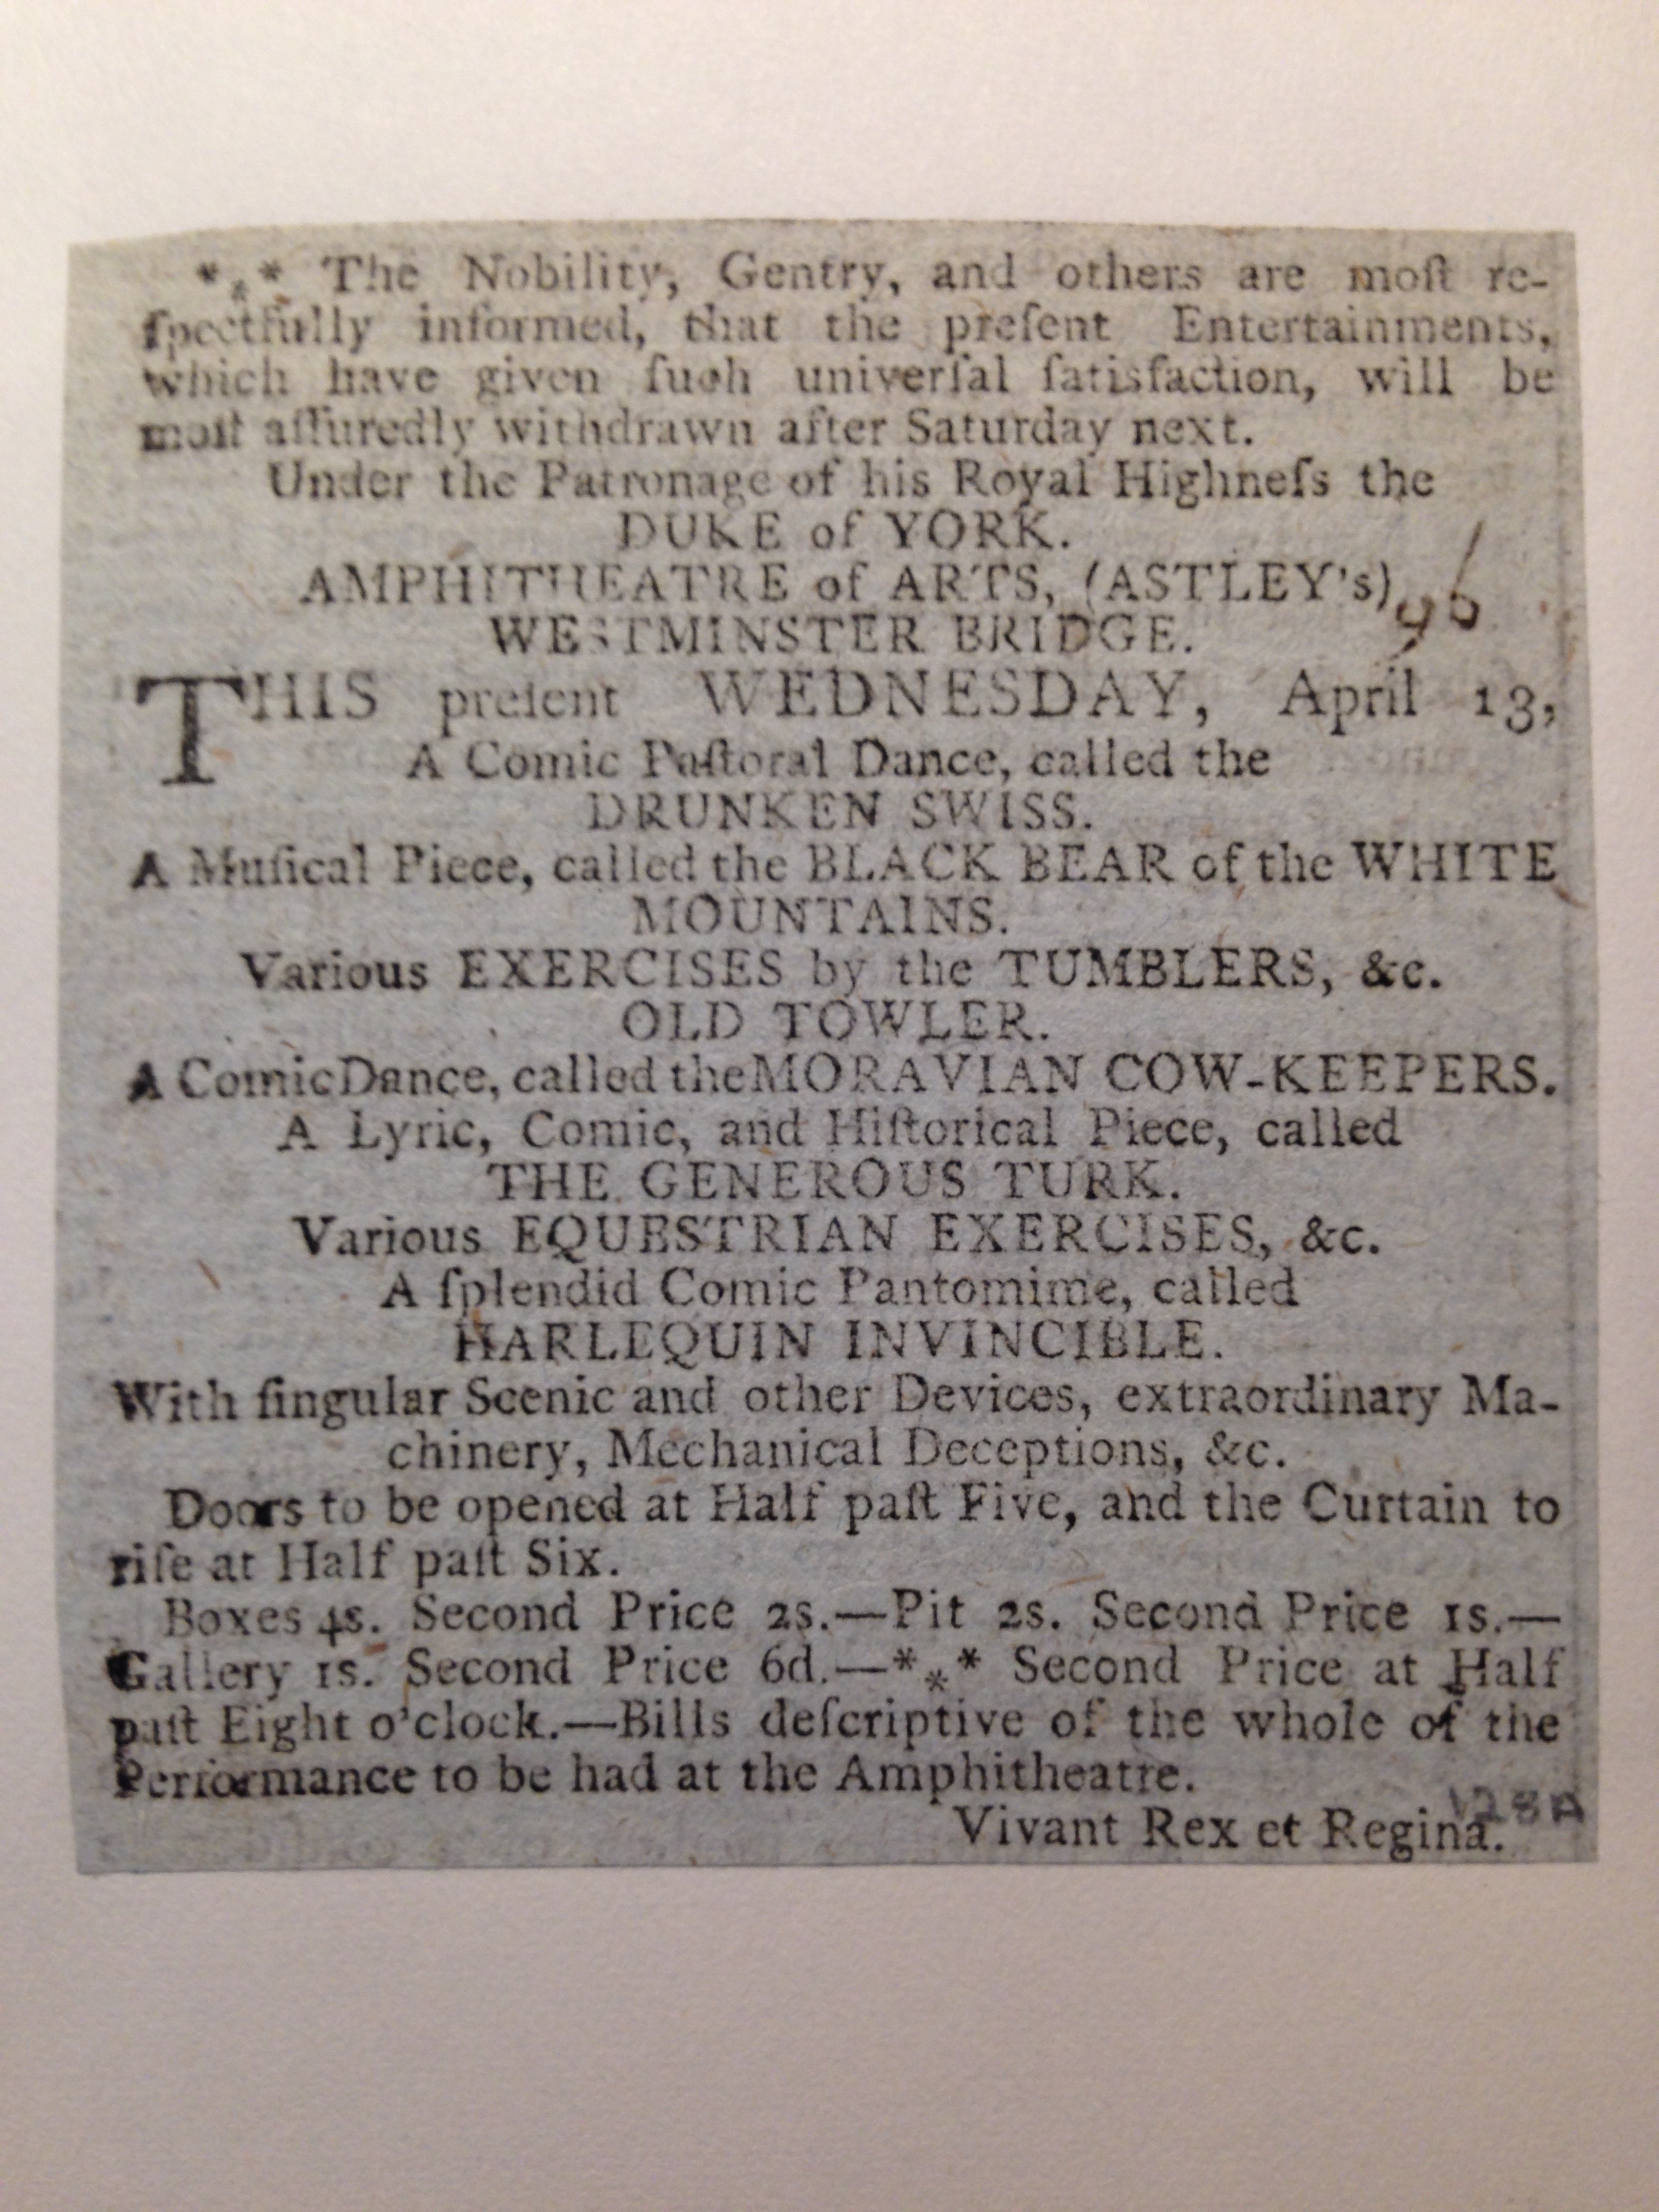 *⁎* The Nobility, Gentry, and others are moſt re-
ſpectfully informed, that the preſent Entertainments,
which have given ſuch univerſal ſatisfaction, will be
moſt aſſuredly withdrawn after Saturday next.
Under the Patronage of his Royal Highneſs the
DUKE of YORK.
AMPHITHEATRE of ARTS, (ASTLEY's)
96
WESTMINSTER BRIDGE.
THIS preſent WEDNESDAY, April 13,
A Comic Paſtoral Dance, called the
DRUNKEN SWISS.
A Muſical Piece, called the BLACK BEAR of the WHITE
MOUNTAINS.
Various EXERCISES by the TUMBLERS, &c.
OLD TOWLER.
A Comic Dance, called the MORAVIAN COW-KEEPERS.
A Lyric, Comic, and Hiſtorical Piece, called
THE GENEROUS TURK.
Various EQUESTRIAN EXERCISES, &c.
A ſplendid Comic Pantomime, called
HARLEQUIN INVINCIBLE.
With ſingular Scenic and other Devices, extraordinary Ma-
chinery, Mechanical Deceptions, &c.
Doors to be opened at Half paſt Five, and the Curtain to
riſe at Half paſt Six.
Boxes 4s. Second Price 2s.—Pit 2s. Second Price 1s.—
Gallery 1s. Second Price 6d.—*⁎* Second Price at Half
paſt Eight o'clock.—Bills deſcriptive of the whole of the
Performance to be had at the Amphitheatre.
Vivant Rex et Regina.